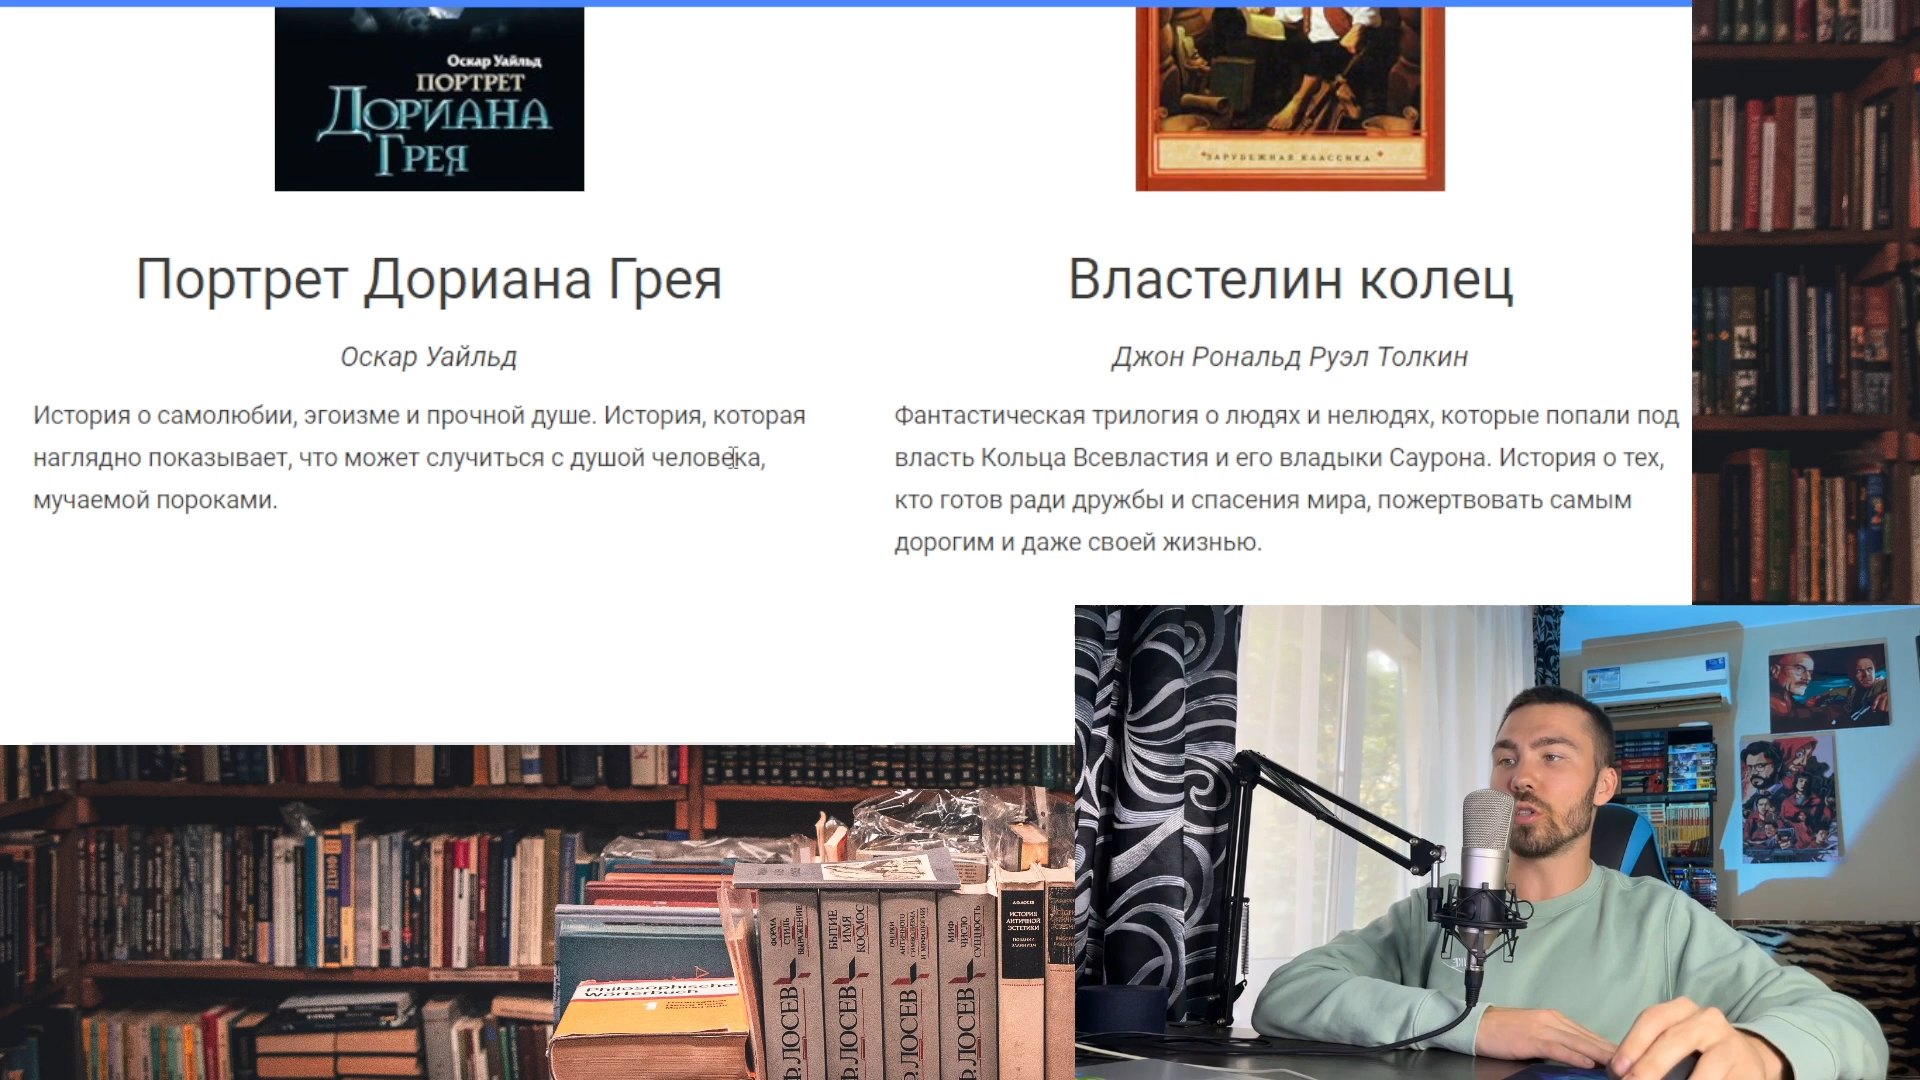 Оскар Уайльд
ПОРТРЕТ
ДОРИАНА
ГРЕЯ
ЗАРУБЕЖНАЯ КЛАССИКА
Портрет Дориана Грея
Оскар Уайльд
История о самолюбии, эгоизме и прочной душе. История, которая
наглядно показывает, что может случиться с душой человека,
мучаемой пороками.
Властелин колец
Джон Рональд Руэл Толкин
Фантастическая трилогия о людях и нелюдях, которые попали под
власть Кольца Всевластия и его владыки Саурона. История о тех,
кто готов ради дружбы и спасения мира, пожертвовать самым
дорогим и даже своей жизнью.
Philosophisches
Wörterbuch
ФОРМА
СТИЛЬ
ВЫРАЖЕНИЕ
Ф.ЛОСЕВ
БЫТИЕ
ИМЯ
КОСМОС
Ф.ЛОСЕВ
Ф.ЛОСЕВ
МИФ
ЧИСЛО
СУЩНОСТЬ
Ф.ЛОСЕВ
А.Ф.ЛОСЕВ
ИСТОРИЯ
АНТИЧНОЙ
ЭСТЕТИКИ